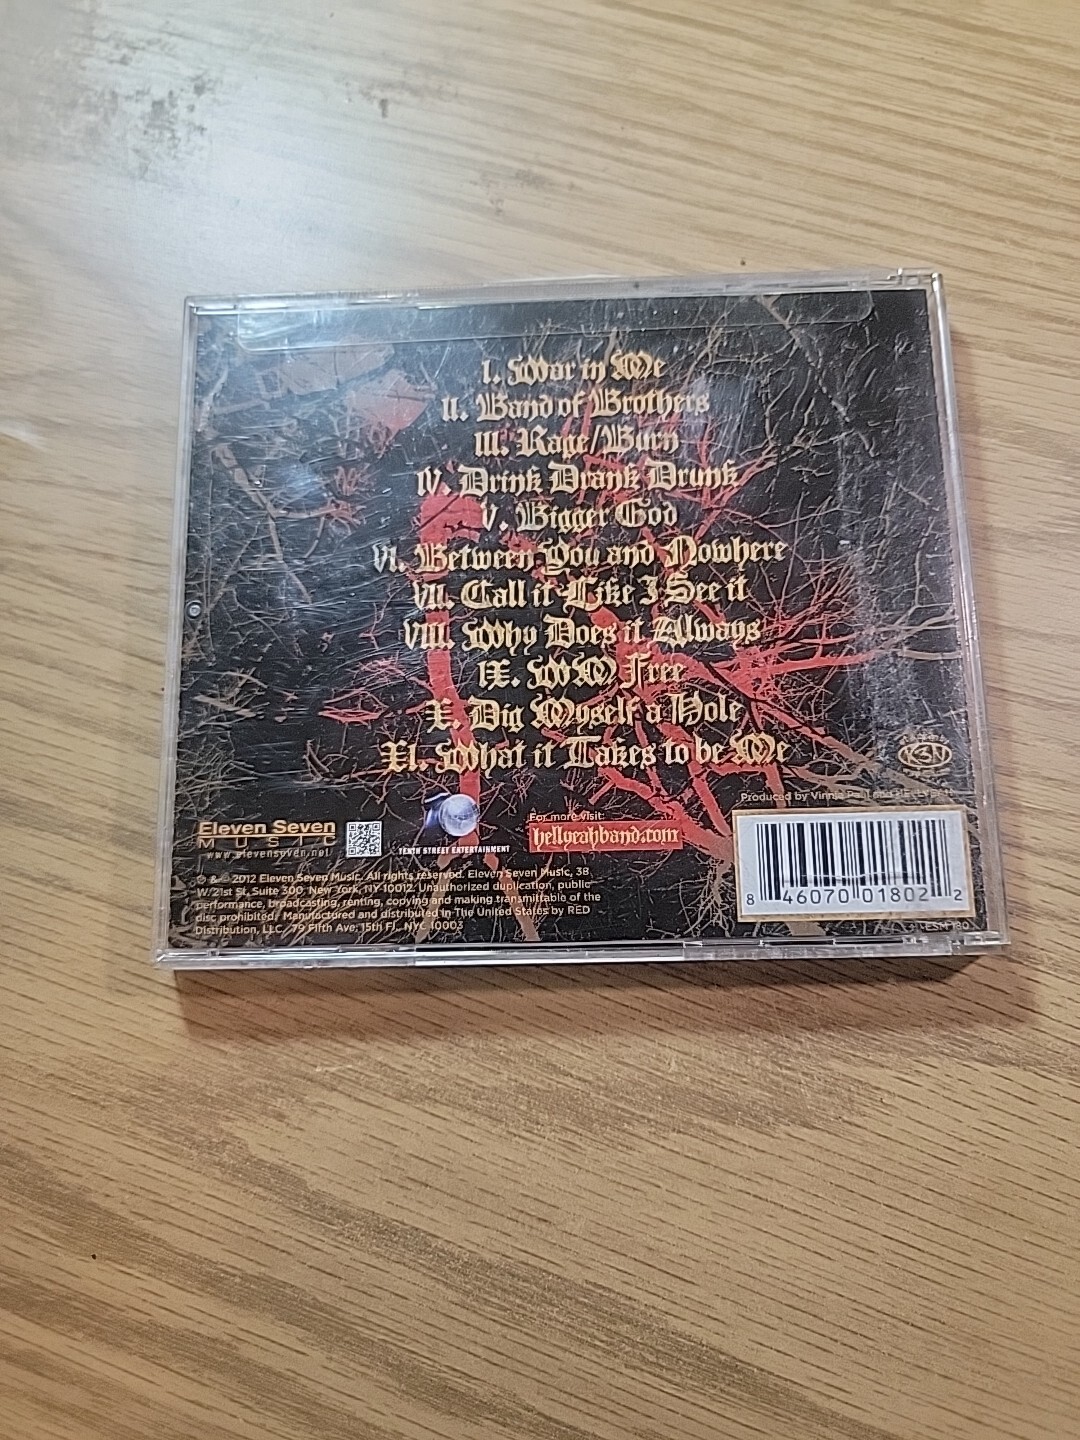 I. War in Me
II. Band of Brothers
III. Rage/Burn
IV. Drink Drank Drunk
V. Bigger God
VI. Between You and Nowhere
VII. Call it Like I See it
VIII. Why Does it Always
IX. WM Free
X. Dig Myself a Hole
XI. What it Takes to be Me
Produced by Vinnie Paul and HELLYEAH
Eleven Seven
MUSIC
www.elevenseven.net
TENTH STREET ENTERTAINMENT
For more visit:
hellyeahband.com
℗ & © 2012 Eleven Seven Music. All rights reserved. Eleven Seven Music, 38
W/21st St, Suite 300, New York, NY 10012. Unauthorized duplication, public
performance, broadcasting, renting, copying and making transmittable of the
disc prohibited. Manufactured and distributed in The United States by RED
Distribution, LLC. 79 Fifth Ave, 15th Fl., NYC 10003
8 46070 01802 2
ESM 180